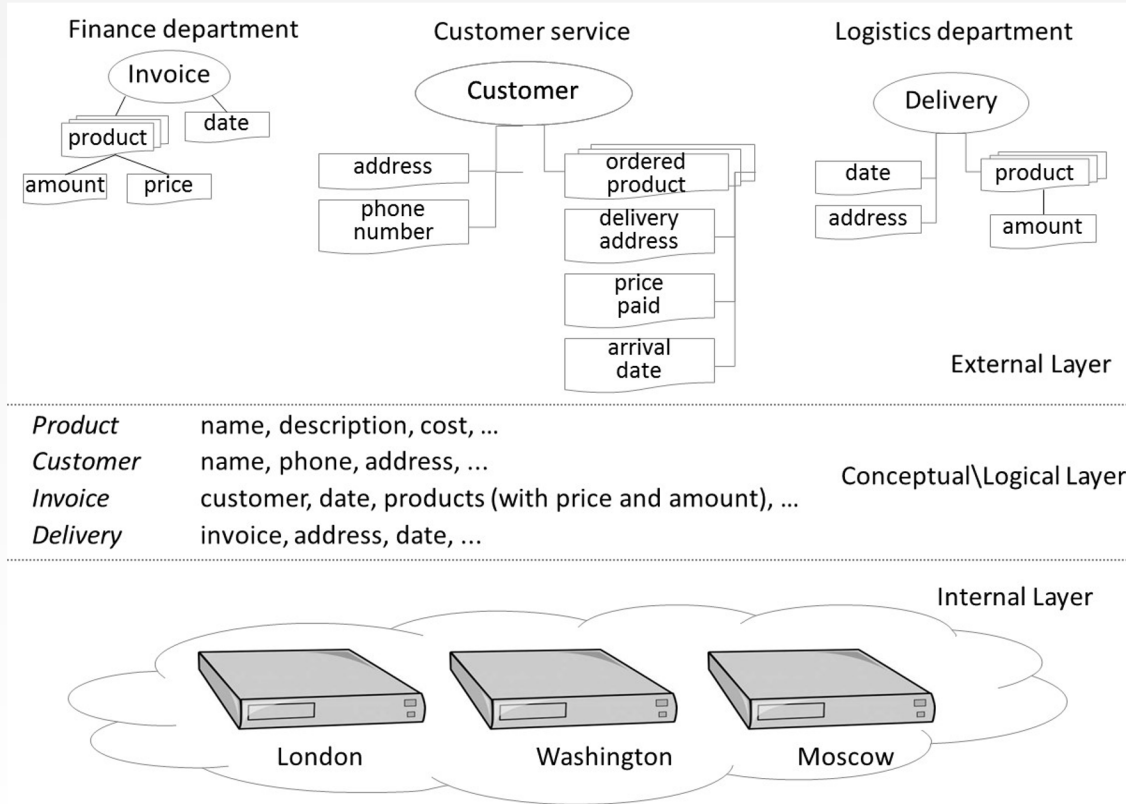 Finance department
Invoice
product
date
amount
price
Customer service
Customer
address
phone
number
ordered
product
delivery
address
price
paid
arrival
date
Logistics department
Delivery
date
address
product
amount
External Layer
Product name, description, cost, ...
Customer name, phone, address, ...
Invoice customer, date, products (with price and amount), ...
Delivery invoice, address, date, ...
Conceptual\Logical Layer
Internal Layer
London
Washington
Moscow